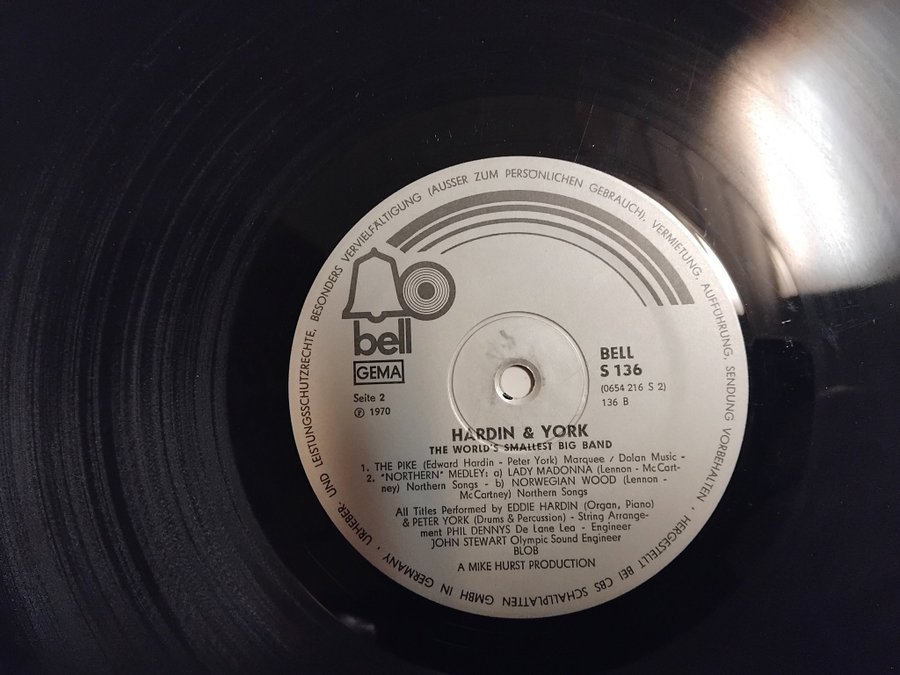 URHEBER- UND LEISTUNGSSCHUTZRECHTE, BESONDERS VERVIELFÄLTIGUNG (AUSSER ZUM PERSÖNLICHEN GEBRAUCH), VERMIETUNG, AUFFÜHRUNG, SENDUNG VORBEHALTEN · HERGESTELLT BEI CBS SCHALLPLATTEN GMBH IN GERMANY ·
bell
GEMA
Seite 2
Ⓟ 1970
BELL
S 136
(0654 216 S 2)
136 B
HARDIN & YORK
THE WORLD'S SMALLEST BIG BAND
1. THE PIKE (Edward Hardin - Peter York) Marquee / Dolan Music -
2. "NORTHERN" MEDLEY: a) LADY MADONNA (Lennon - McCart-
ney) Northern Songs - b) NORWEGIAN WOOD (Lennon -
McCartney) Northern Songs
All Titles Performed by EDDIE HARDIN (Organ, Piano)
& PETER YORK (Drums & Percussion) - String Arrange-
ment PHIL DENNYS De Lane Lea - Engineer
JOHN STEWART Olympic Sound Engineer
BLOB
A MIKE HURST PRODUCTION